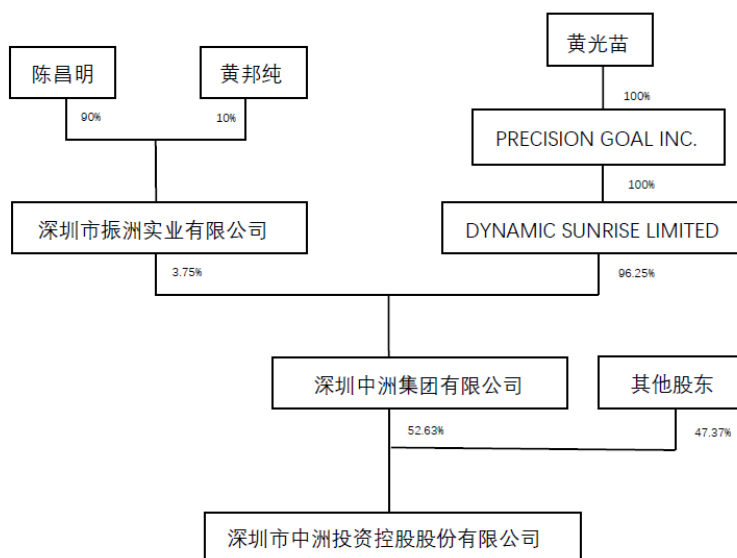 黄光苗
陈昌明
黄邦纯
100%
90%
10%
PRECISION GOAL INC.
100%
深圳市振洲实业有限公司
DYNAMIC SUNRISE LIMITED
3.75%
96.25%
深圳中洲集团有限公司
其他股东
52.63%
47.37%
深圳市中洲投资控股股份有限公司